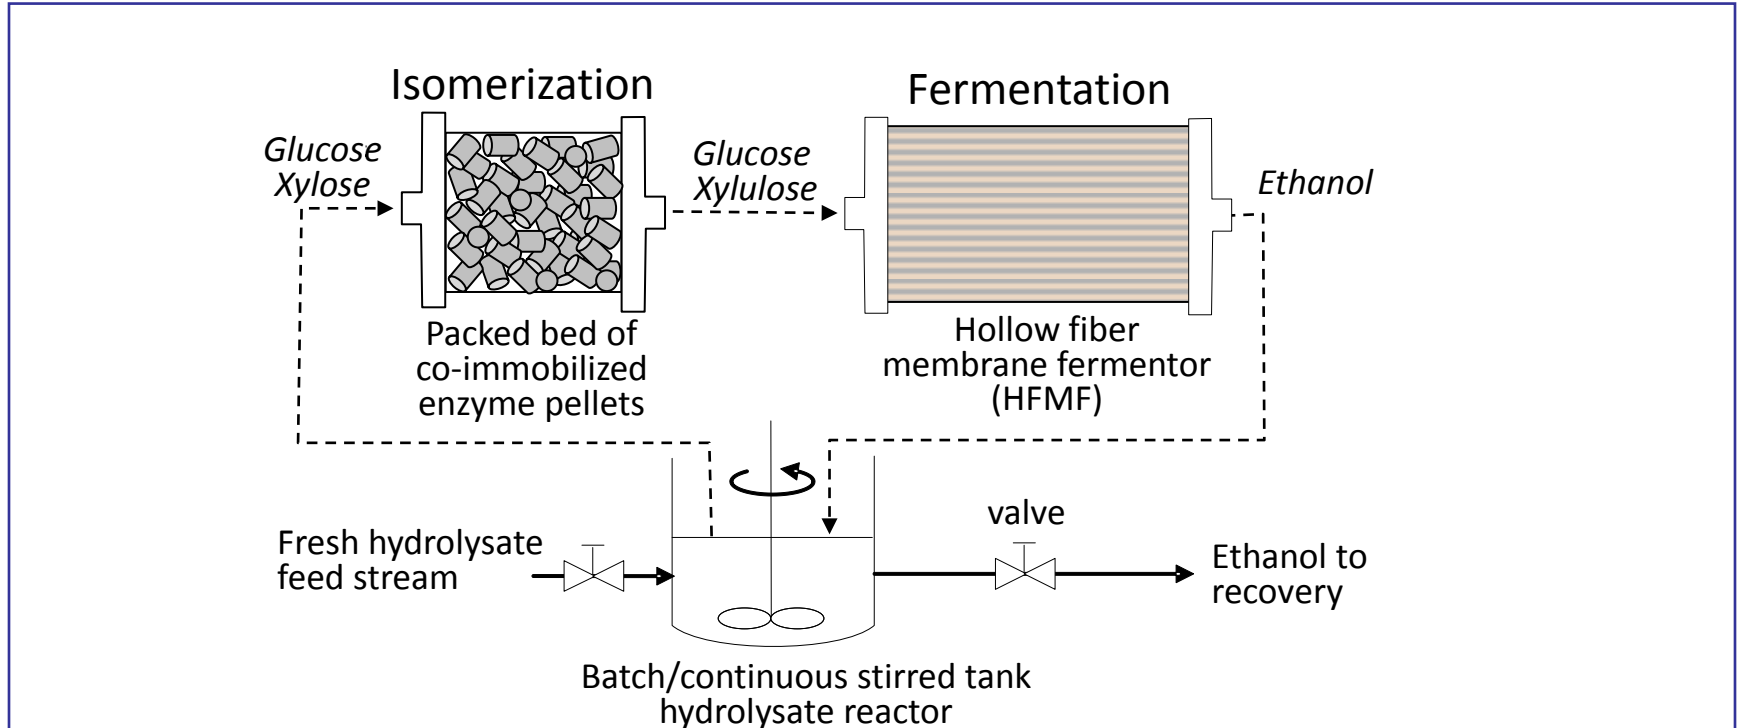 Isomerization
Fermentation
Glucose
Xylose
Glucose
Xylulose
Ethanol
Packed bed of
co-immobilized
enzyme pellets
Hollow fiber
membrane fermentor
(HFMF)
valve
Fresh hydrolysate
feed stream
Ethanol to
recovery
Batch/continuous stirred tank
hydrolysate reactor